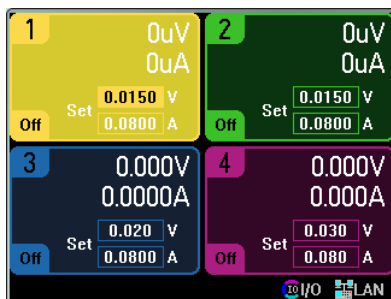 1 0uV
0uA
Set 0.0150 V
Off 0.0800 A
2 0uV
0uA
Set 0.0150 V
Off 0.0800 A
3 0.000V
0.0000A
Set 0.020 V
Off 0.0800 A
4 0.000V
0.000A
Set 0.030 V
Off 0.080 A
IO I/O LAN